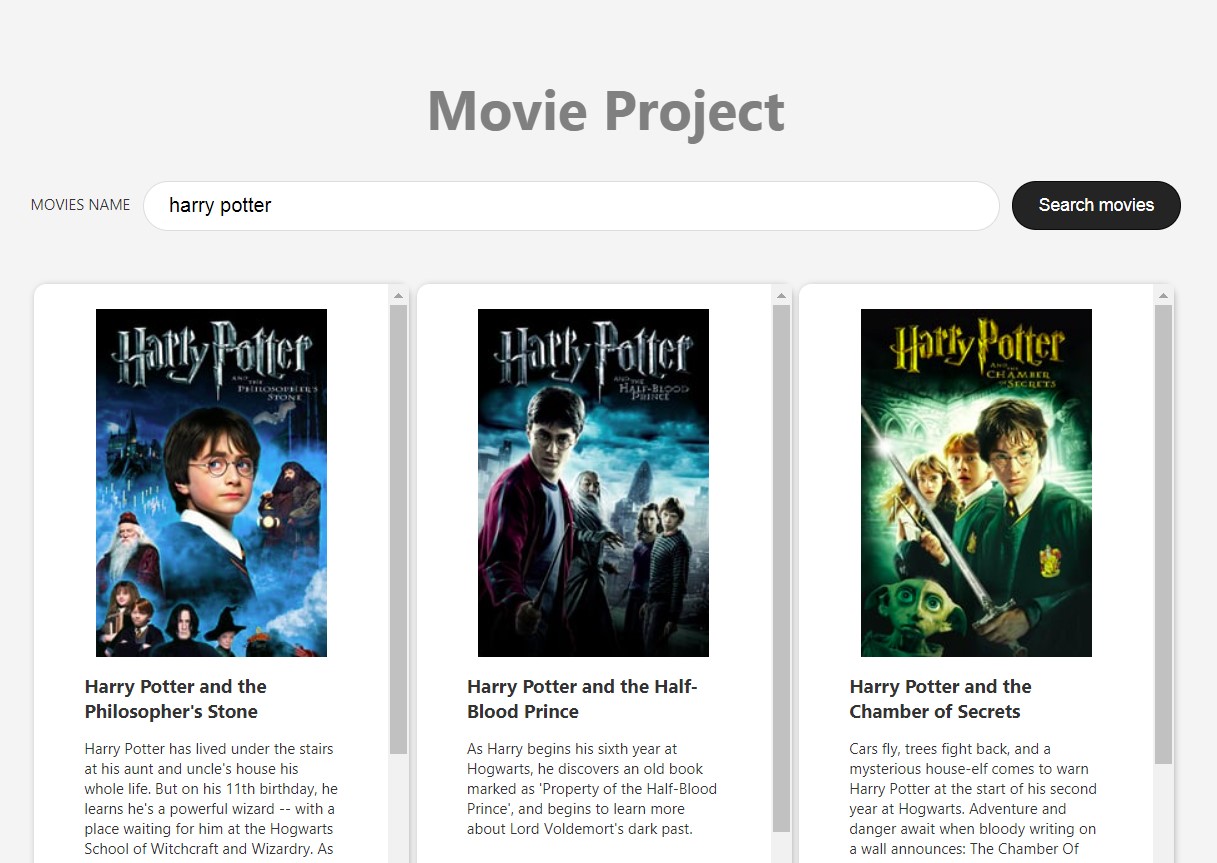 Movie Project
MOVIES NAME
harry potter
Search movies
Harry Potter
AND THE
PHILOSOPHER'S
STONE
Harry Potter and the
Philosopher's Stone
Harry Potter has lived under the stairs
at his aunt and uncle's house his
whole life. But on his 11th birthday, he
learns he's a powerful wizard -- with a
place waiting for him at the Hogwarts
School of Witchcraft and Wizardry. As
Harry Potter
AND THE
HALF-BLOOD
PRINCE
Harry Potter and the Half-
Blood Prince
As Harry begins his sixth year at
Hogwarts, he discovers an old book
marked as 'Property of the Half-Blood
Prince', and begins to learn more
about Lord Voldemort's dark past.
Harry Potter
AND THE
CHAMBER
OF SECRETS
Harry Potter and the
Chamber of Secrets
Cars fly, trees fight back, and a
mysterious house-elf comes to warn
Harry Potter at the start of his second
year at Hogwarts. Adventure and
danger await when bloody writing on
a wall announces: The Chamber Of